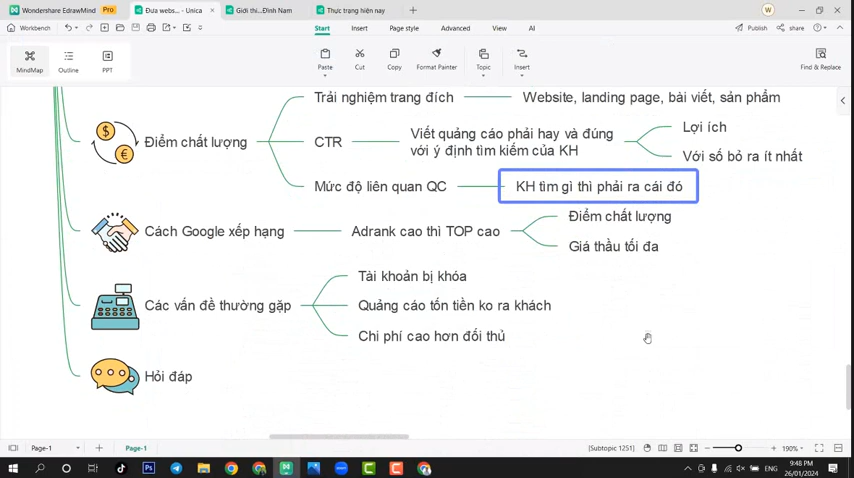 Wondershare EdrawMind Pro
Đưa webs... - Unica
Giới thi...Đình Nam
Thực trạng hiện nay
W
Workbench
Start
Insert
Page style
Advanced
View
AI
Publish
share
MindMap
Outline
PPT
Paste
Cut
Copy
Format Painter
Topic
Insert
Find & Replace
Trải nghiệm trang đích
Website, landing page, bài viết, sản phẩm
Điểm chất lượng
CTR
Viết quảng cáo phải hay và đúng
với ý định tìm kiếm của KH
Lợi ích
Với số bỏ ra ít nhất
Mức độ liên quan QC
KH tìm gì thì phải ra cái đó
Cách Google xếp hạng
Adrank cao thì TOP cao
Điểm chất lượng
Giá thầu tối đa
Các vấn đề thường gặp
Tài khoản bị khóa
Quảng cáo tốn tiền ko ra khách
Chi phí cao hơn đối thủ
Hỏi đáp
Page-1
Page-1
[Subtopic 1251]
190%
Ps
ENG
9:48 PM
26/01/2024